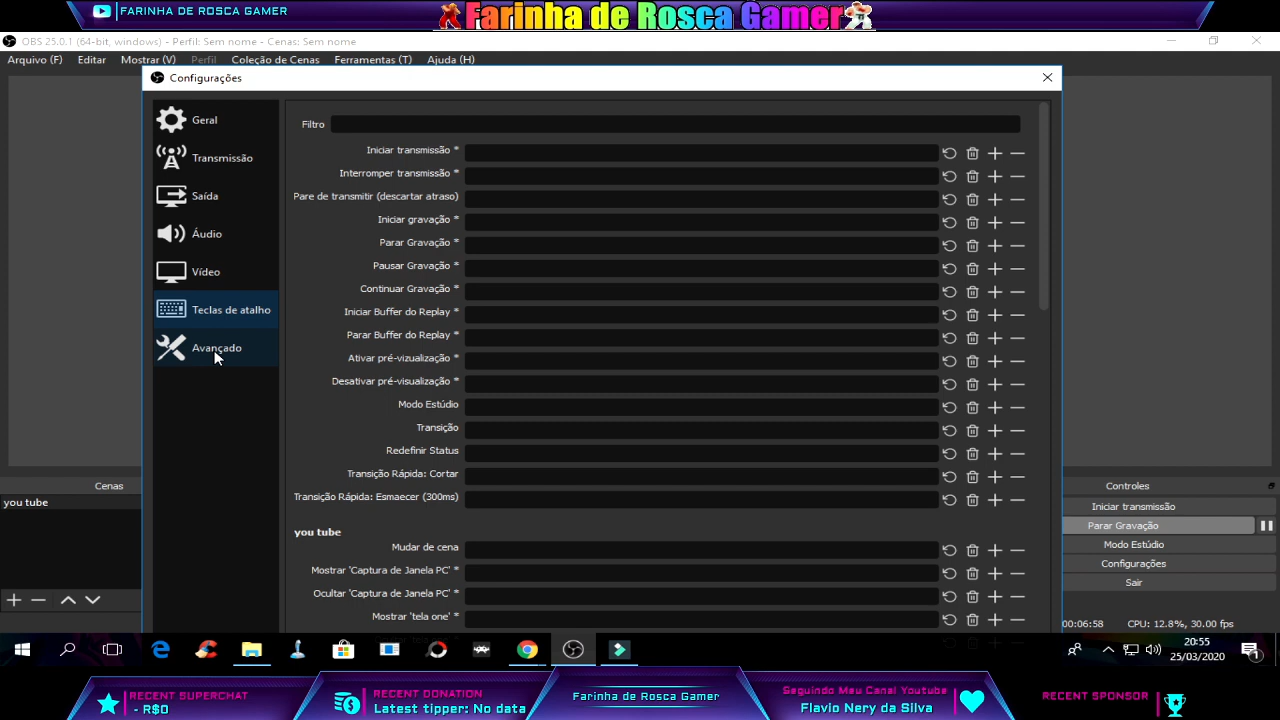 FARINHA DE ROSCA GAMER
Farinha de Rosca Gamer
OBS 25.0.1 (64-bit, windows) - Perfil: Sem nome - Cenas: Sem nome
Arquivo (F) Editar Mostrar (V) Perfil Coleção de Cenas Ferramentas (T) Ajuda (H)
Configurações
Geral
Transmissão
Saída
Áudio
Vídeo
Teclas de atalho
Avançado
Filtro
Iniciar transmissão *
Interromper transmissão *
Pare de transmitir (descartar atraso)
Iniciar gravação *
Parar Gravação *
Pausar Gravação *
Continuar Gravação *
Iniciar Buffer do Replay *
Parar Buffer do Replay *
Ativar pré-vizualização *
Desativar pré-visualização *
Modo Estúdio
Transição
Redefinir Status
Transição Rápida: Cortar
Transição Rápida: Esmaecer (300ms)
you tube
Mudar de cena
Mostrar 'Captura de Janela PC' *
Ocultar 'Captura de Janela PC' *
Mostrar 'tela one' *
Cenas
you tube
Controles
Iniciar transmissão
Parar Gravação
Modo Estúdio
Configurações
Sair
00:06:58 CPU: 12.8%, 30.00 fps
20:55
25/03/2020
1
RECENT SUPERCHAT
- R$0
RECENT DONATION
Latest tipper: No data
Farinha de Rosca Gamer
Seguindo Meu Canal Youtube
Flavio Nery da Silva
RECENT SPONSOR